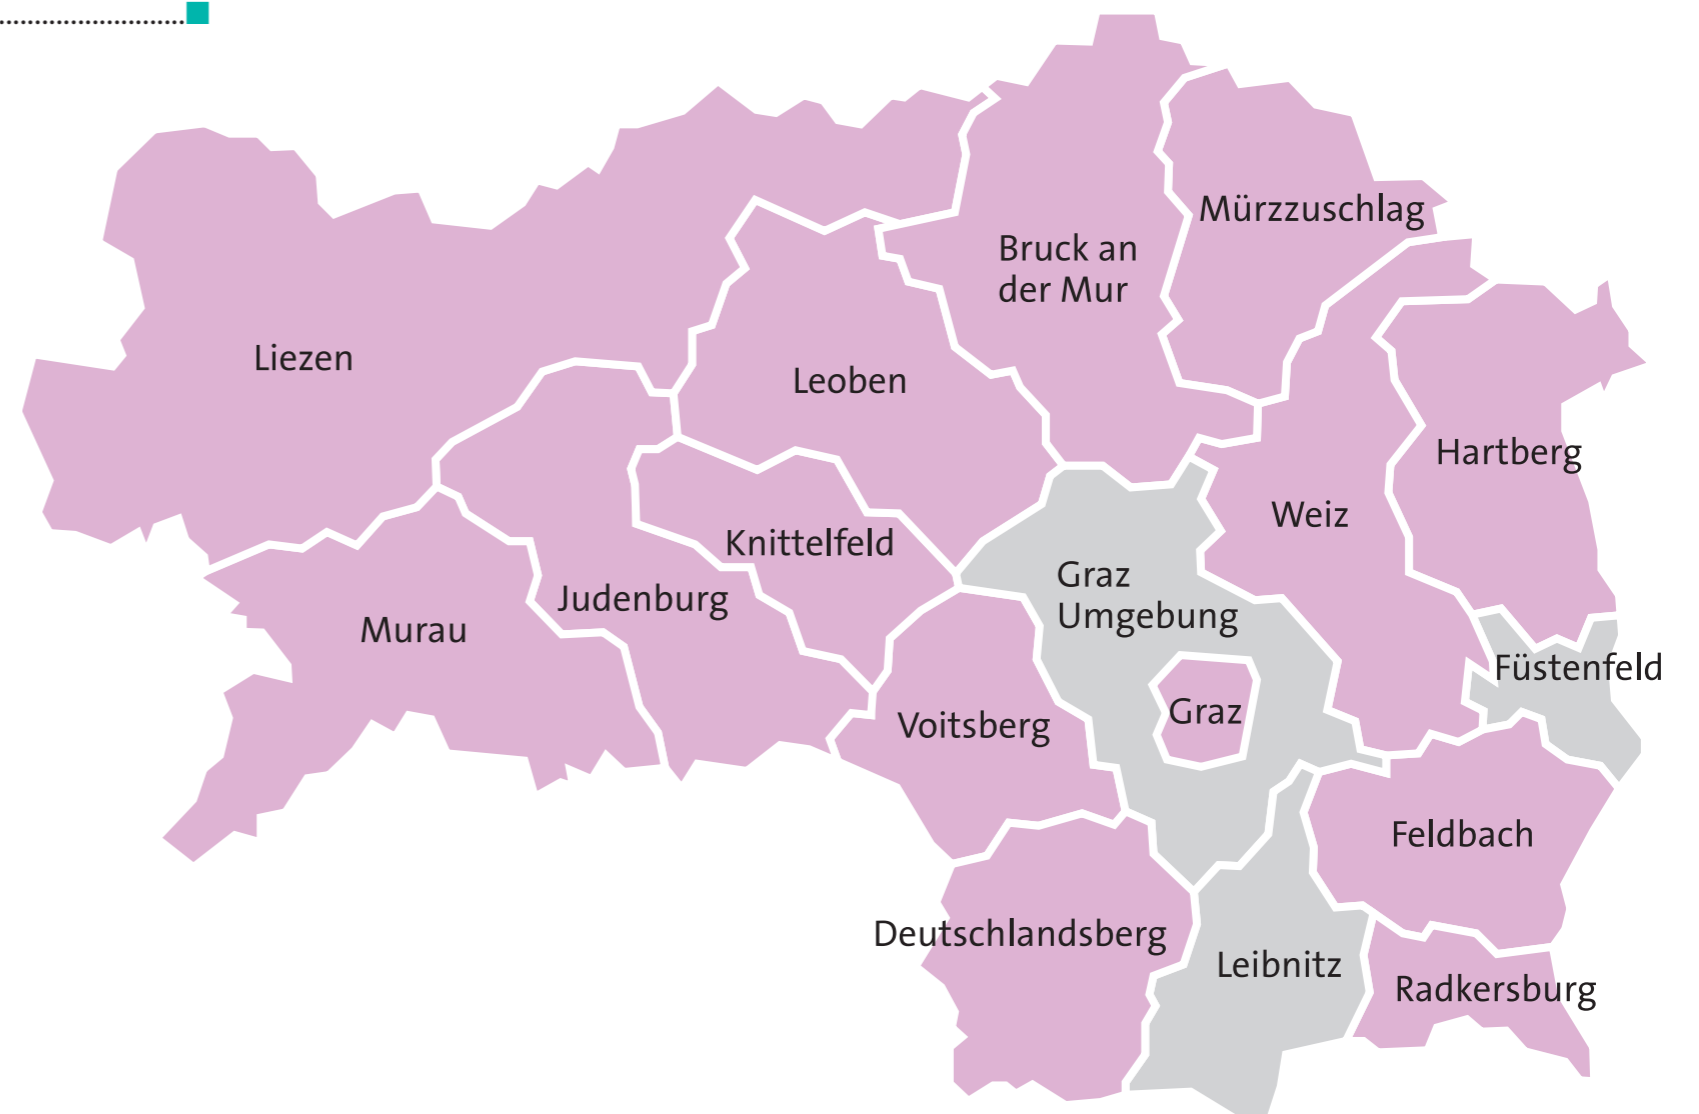 Mürzzuschlag
Bruck an
der Mur
Liezen
Leoben
Hartberg
Weiz
Knittelfeld
Graz
Umgebung
Judenburg
Murau
Füstenfeld
Graz
Voitsberg
Feldbach
Deutschlandsberg
Leibnitz
Radkersburg